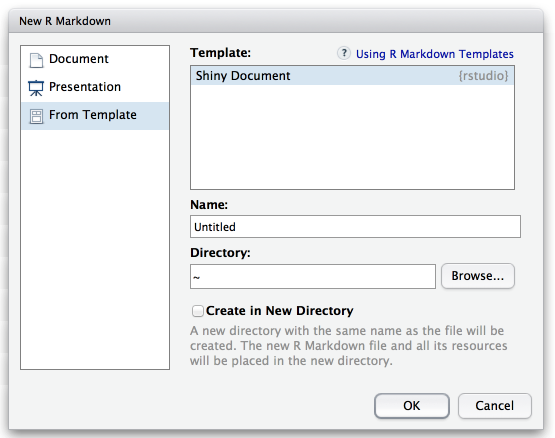 New R Markdown
Document
Presentation
From Template
Template:
? Using R Markdown Templates
Shiny Document {rstudio}
Name:
Untitled
Directory:
~
Browse...
Create in New Directory
A new directory with the same name as the file will be
created. The new R Markdown file and all its resources
will be placed in the new directory.
OK
Cancel